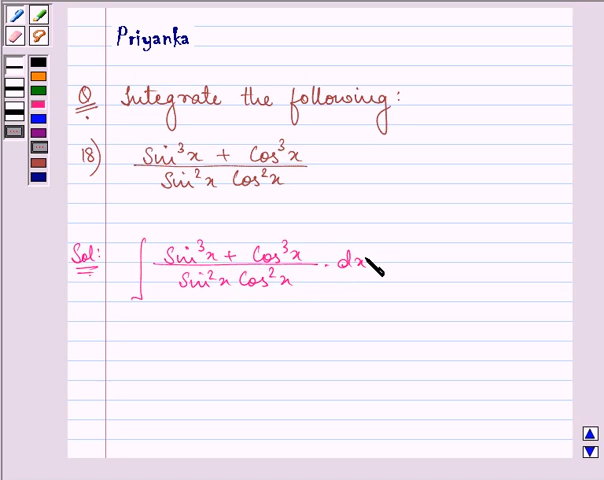 Priyanka
Q Integrate the following:
18) Sin³x + Cos³x
Sin²x Cos²x
Sol: ∫ Sin³x + Cos³x . dx
Sin²x Cos²x